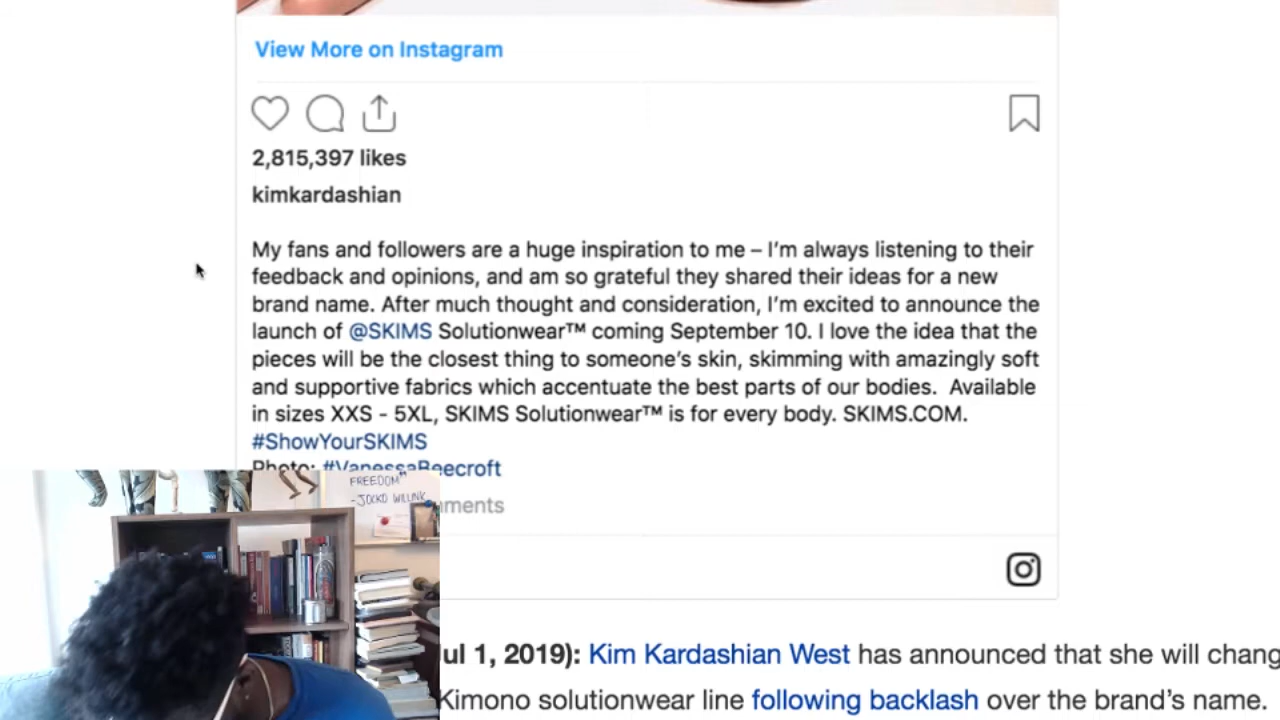 View More on Instagram
2,815,397 likes
kimkardashian
My fans and followers are a huge inspiration to me – I’m always listening to their
feedback and opinions, and am so grateful they shared their ideas for a new
brand name. After much thought and consideration, I’m excited to announce the
launch of @SKIMS Solutionwear™ coming September 10. I love the idea that the
pieces will be the closest thing to someone’s skin, skimming with amazingly soft
and supportive fabrics which accentuate the best parts of our bodies. Available
in sizes XXS - 5XL, SKIMS Solutionwear™ is for every body. SKIMS.COM.
#ShowYourSKIMS
Photo: #VanessaBeecroft
ments
FREEDOM"
-JOCKO WILLINK
ul 1, 2019): Kim Kardashian West has announced that she will chang
Kimono solutionwear line following backlash over the brand’s name.